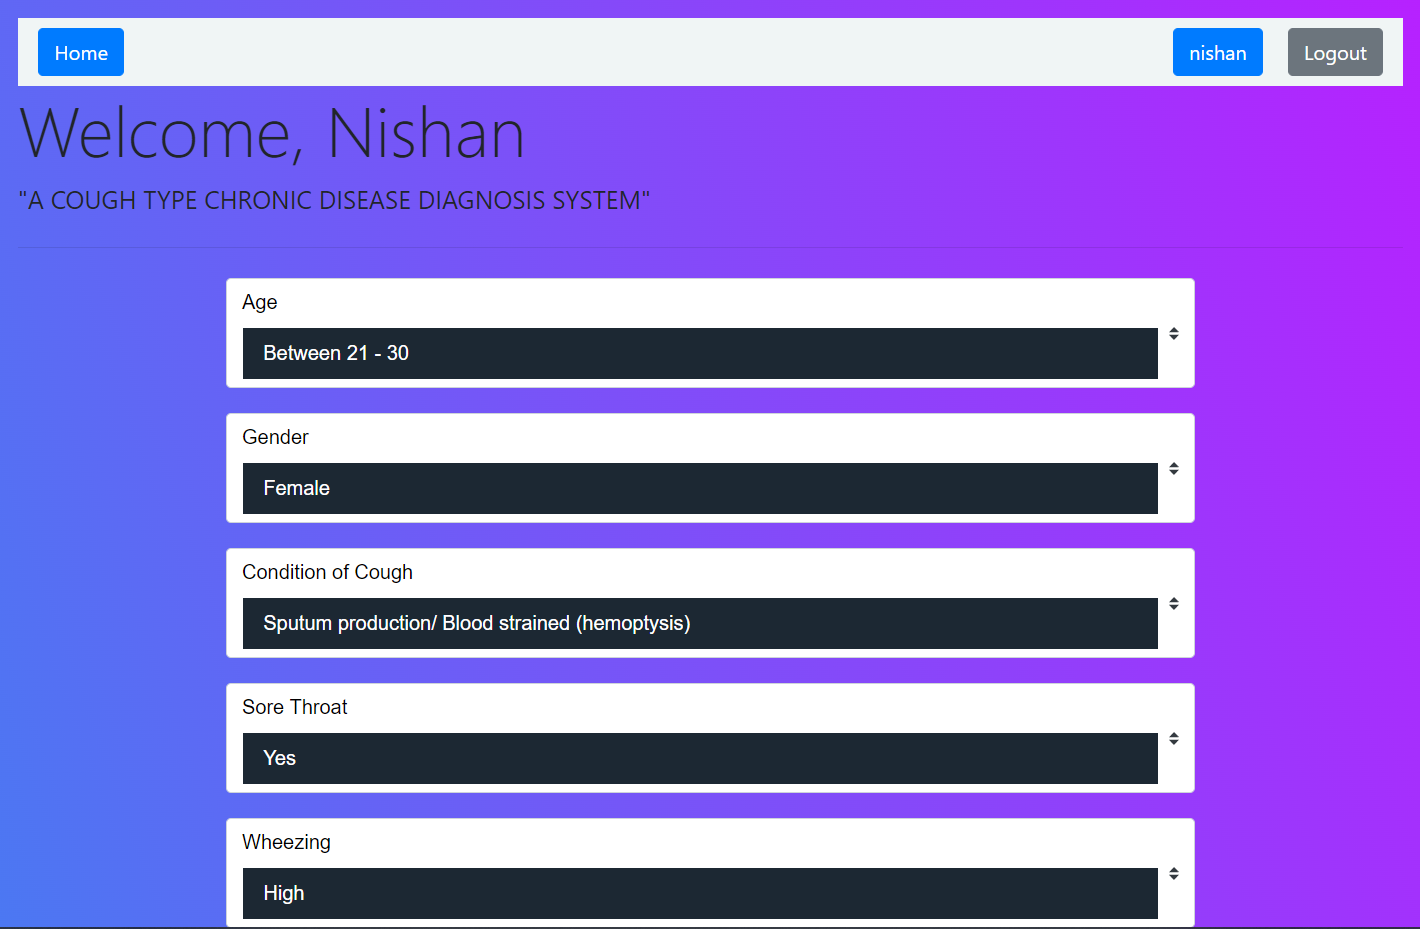 Home nishan Logout
Welcome, Nishan
"A COUGH TYPE CHRONIC DISEASE DIAGNOSIS SYSTEM"
Age
Between 21 - 30
Gender
Female
Condition of Cough
Sputum production/ Blood strained (hemoptysis)
Sore Throat
Yes
Wheezing
High